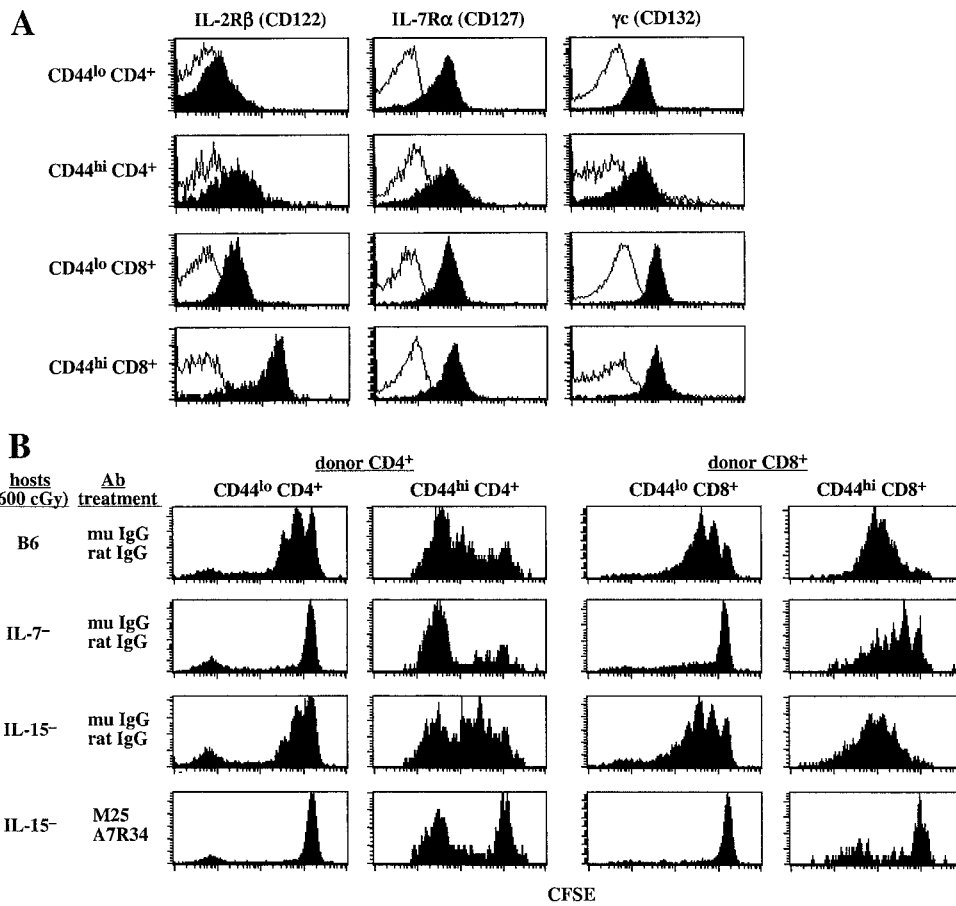 A
IL-2Rβ (CD122) IL-7Rα (CD127) γc (CD132)
CD44lo CD4+
CD44hi CD4+
CD44lo CD8+
CD44hi CD8+
B
hosts Ab donor CD4+ donor CD8+
600 cGy) treatment CD44lo CD4+ CD44hi CD4+ CD44lo CD8+ CD44hi CD8+
B6 mu IgG
rat IgG
IL-7− mu IgG
rat IgG
IL-15− mu IgG
rat IgG
IL-15− M25
A7R34
CFSE